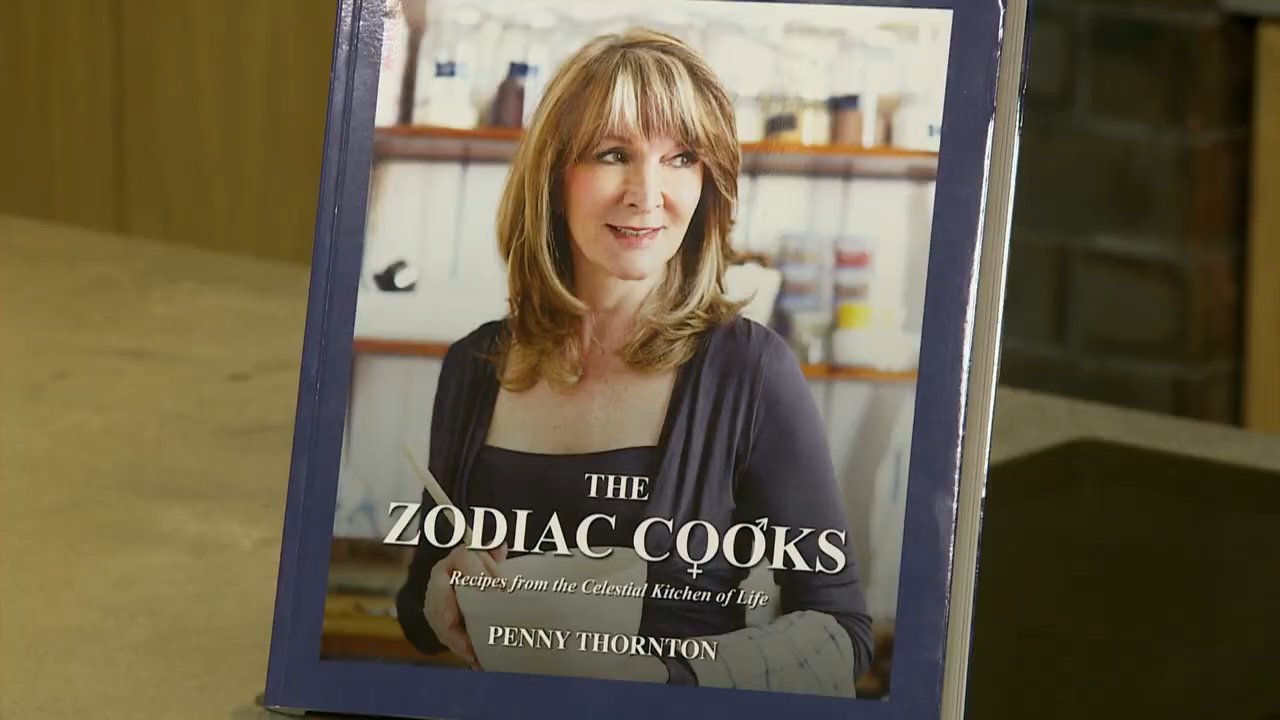 THE
ZODIAC COOKS
Recipes from the Celestial Kitchen of Life
PENNY THORNTON